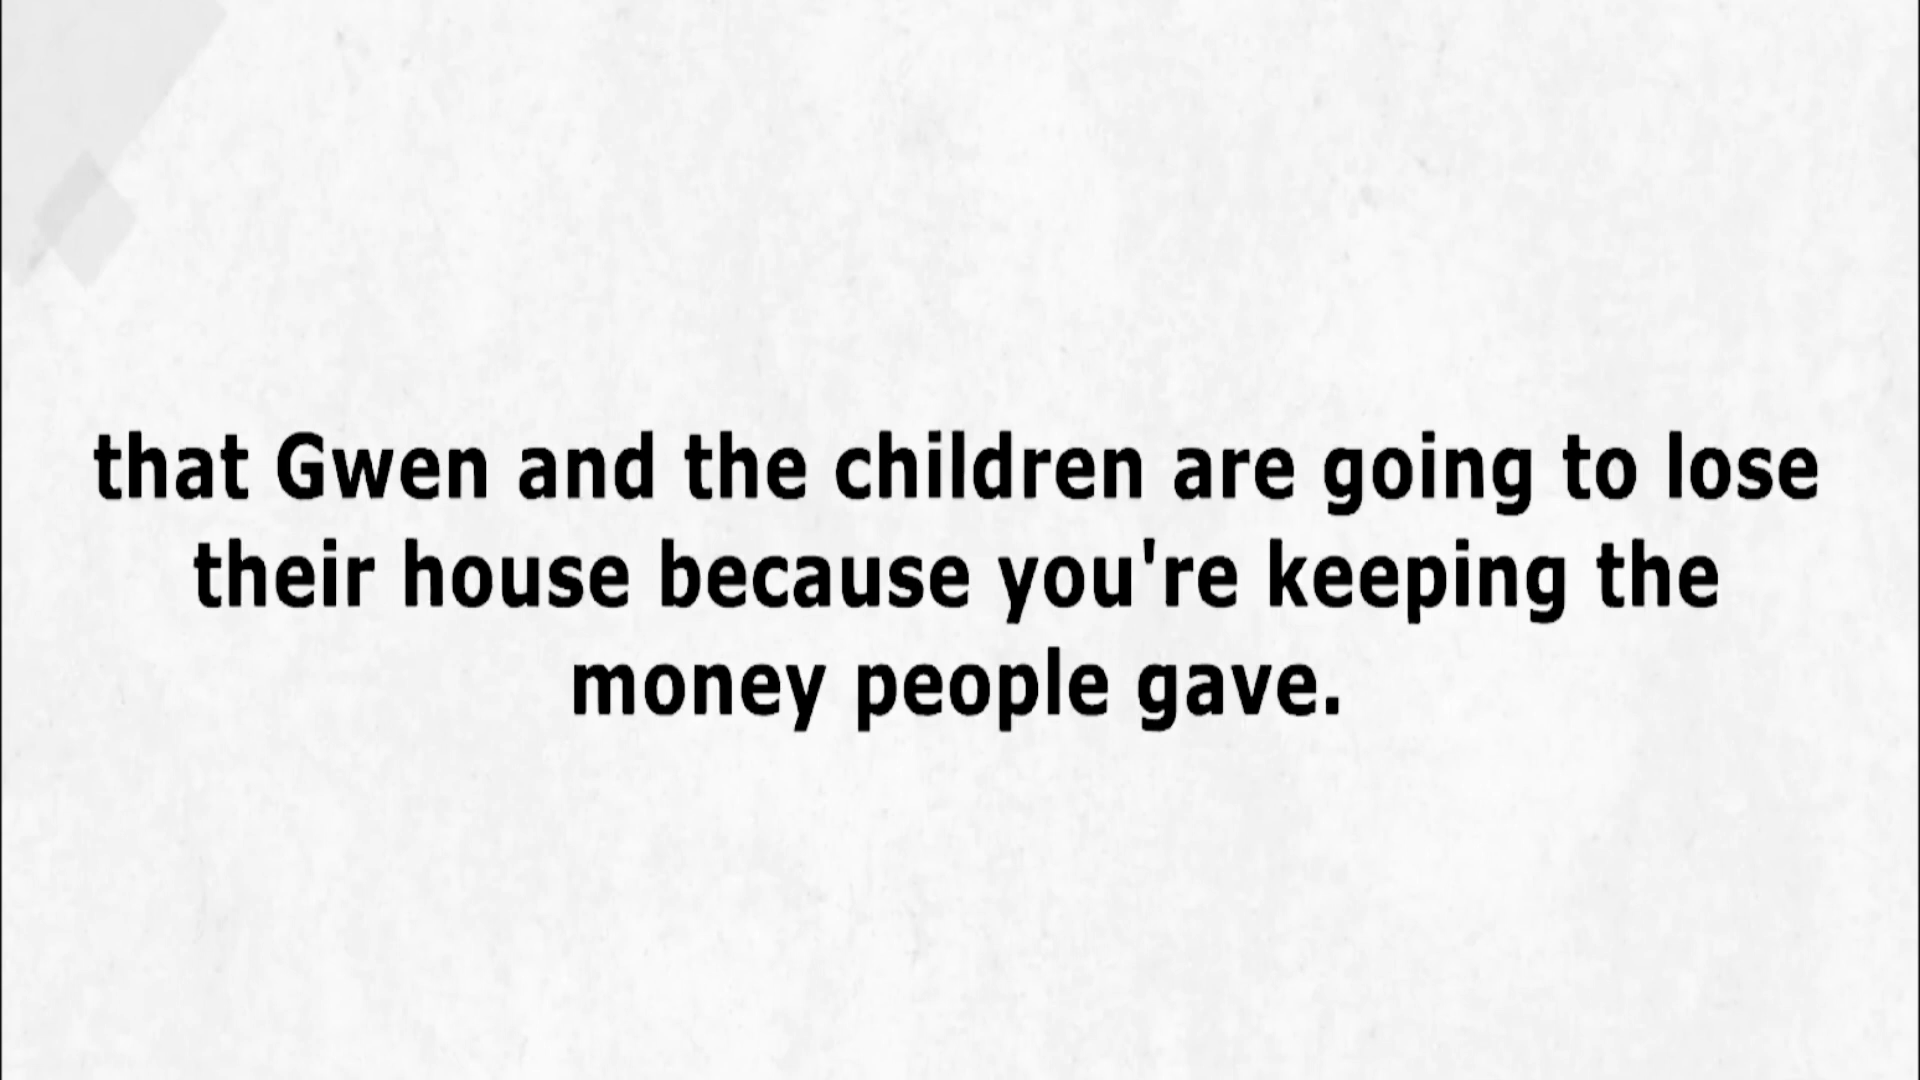 that Gwen and the children are going to lose
their house because you're keeping the
money people gave.